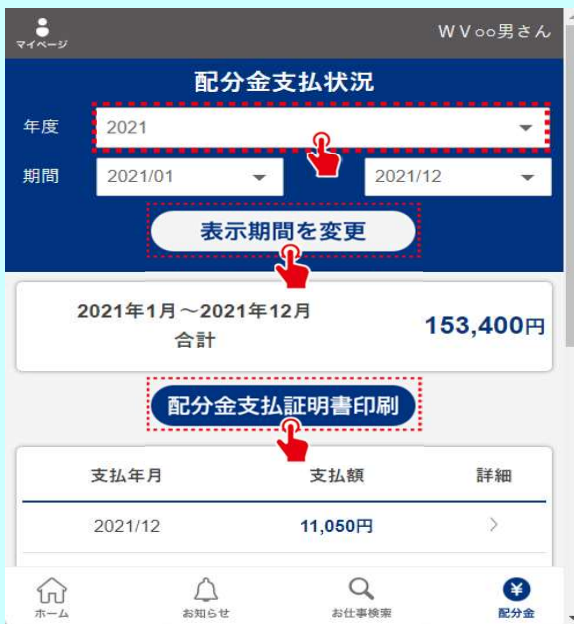 マイページ
WV○○男さん
配分金支払状況
年度
2021
期間
2021/01
2021/12
表示期間を変更
2021年1月～2021年12月
合計
153,400円
配分金支払証明書印刷
支払年月 支払額 詳細
2021/12 11,050円 >
ホーム お知らせ お仕事検索 配分金
¥